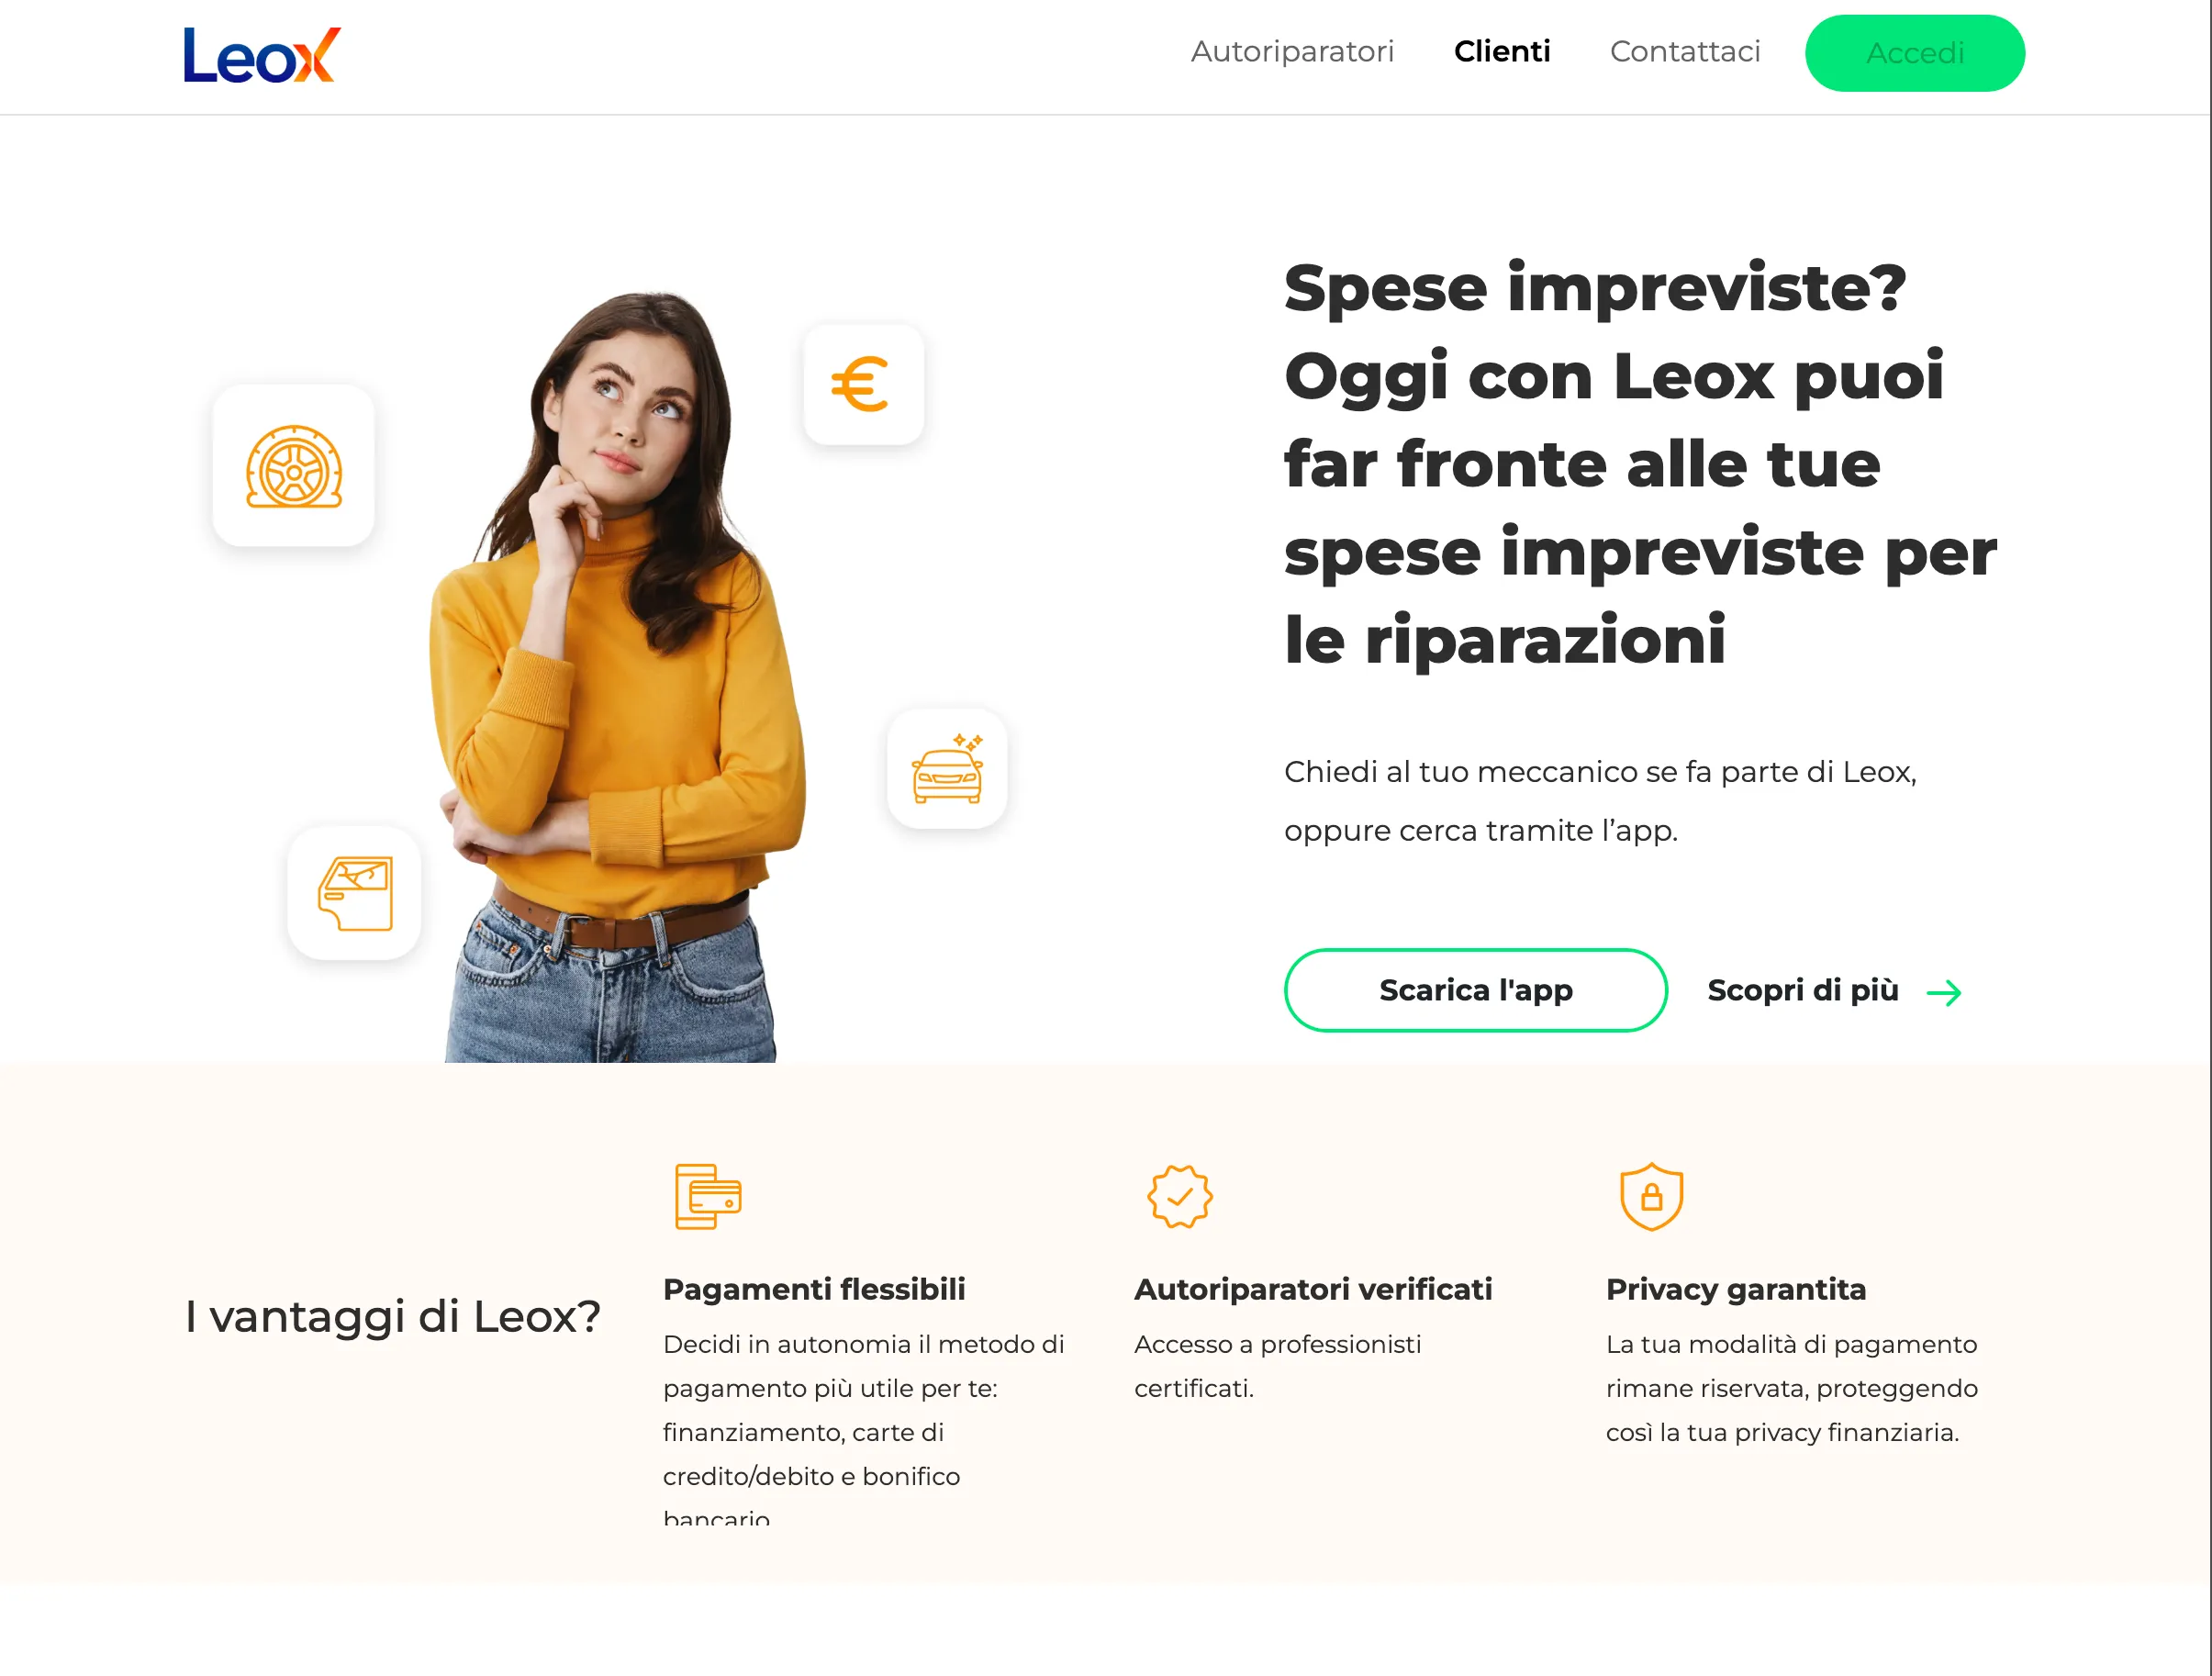 Leox
Autoriparatori
Clienti
Contattaci
Accedi
€
Spese impreviste?
Oggi con Leox puoi
far fronte alle tue
spese impreviste per
le riparazioni
Chiedi al tuo meccanico se fa parte di Leox,
oppure cerca tramite l’app.
Scarica l'app
Scopri di più
I vantaggi di Leox?
Pagamenti flessibili
Decidi in autonomia il metodo di
pagamento più utile per te:
finanziamento, carte di
credito/debito e bonifico
bancario
Autoriparatori verificati
Accesso a professionisti
certificati.
Privacy garantita
La tua modalità di pagamento
rimane riservata, proteggendo
così la tua privacy finanziaria.